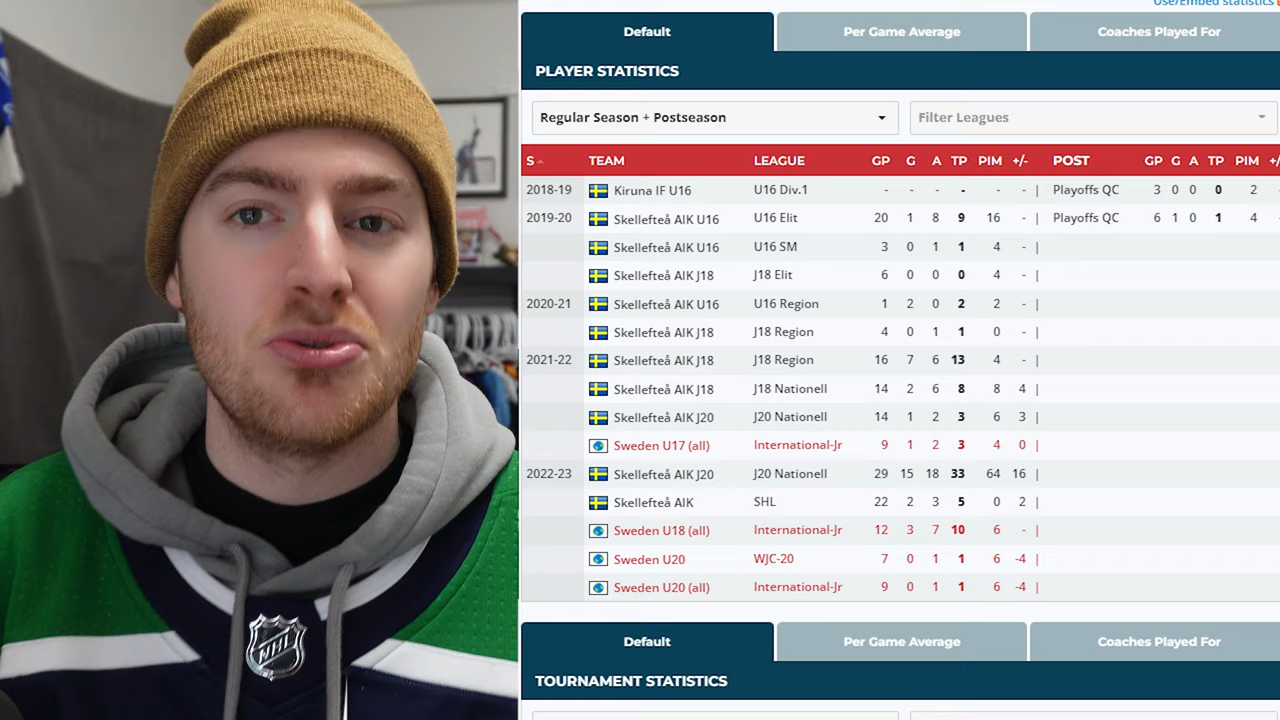 Use/Embed statistics
Default Per Game Average Coaches Played For
PLAYER STATISTICS
Regular Season + Postseason Filter Leagues
S TEAM LEAGUE GP G A TP PIM +/- POST GP G A TP PIM +/
2018-19 Kiruna IF U16 U16 Div.1 - - - - - - | Playoffs QC 3 0 0 0 2
2019-20 Skellefteå AIK U16 U16 Elit 20 1 8 9 16 - | Playoffs QC 6 1 0 1 4
Skellefteå AIK U16 U16 SM 3 0 1 1 4 - |
Skellefteå AIK J18 J18 Elit 6 0 0 0 4 - |
2020-21 Skellefteå AIK U16 U16 Region 1 2 0 2 2 - |
Skellefteå AIK J18 J18 Region 4 0 1 1 0 - |
2021-22 Skellefteå AIK J18 J18 Region 16 7 6 13 4 - |
Skellefteå AIK J18 J18 Nationell 14 2 6 8 8 4 |
Skellefteå AIK J20 J20 Nationell 14 1 2 3 6 3 |
Sweden U17 (all) International-Jr 9 1 2 3 4 0 |
2022-23 Skellefteå AIK J20 J20 Nationell 29 15 18 33 64 16 |
Skellefteå AIK SHL 22 2 3 5 0 2 |
Sweden U18 (all) International-Jr 12 3 7 10 6 - |
Sweden U20 WJC-20 7 0 1 1 6 -4 |
Sweden U20 (all) International-Jr 9 0 1 1 6 -4 |
Default Per Game Average Coaches Played For
TOURNAMENT STATISTICS
NHL